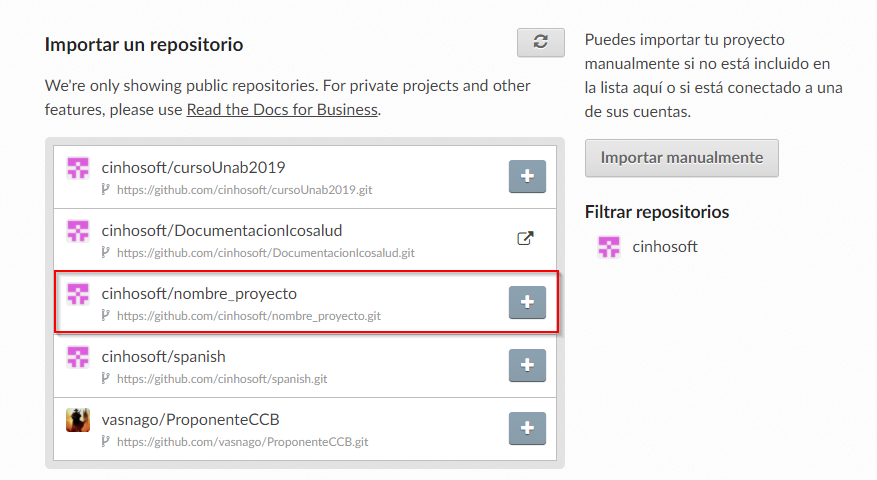 Importar un repositorio
We're only showing public repositories. For private projects and other
features, please use Read the Docs for Business.
cinhosoft/cursoUnab2019
https://github.com/cinhosoft/cursoUnab2019.git
cinhosoft/DocumentacionIcosalud
https://github.com/cinhosoft/DocumentacionIcosalud.git
cinhosoft/nombre_proyecto
https://github.com/cinhosoft/nombre_proyecto.git
cinhosoft/spanish
https://github.com/cinhosoft/spanish.git
vasnago/ProponenteCCB
https://github.com/vasnago/ProponenteCCB.git
Puedes importar tu proyecto
manualmente si no está incluido en
la lista aquí o si está conectado a una
de sus cuentas.
Importar manualmente
Filtrar repositorios
cinhosoft